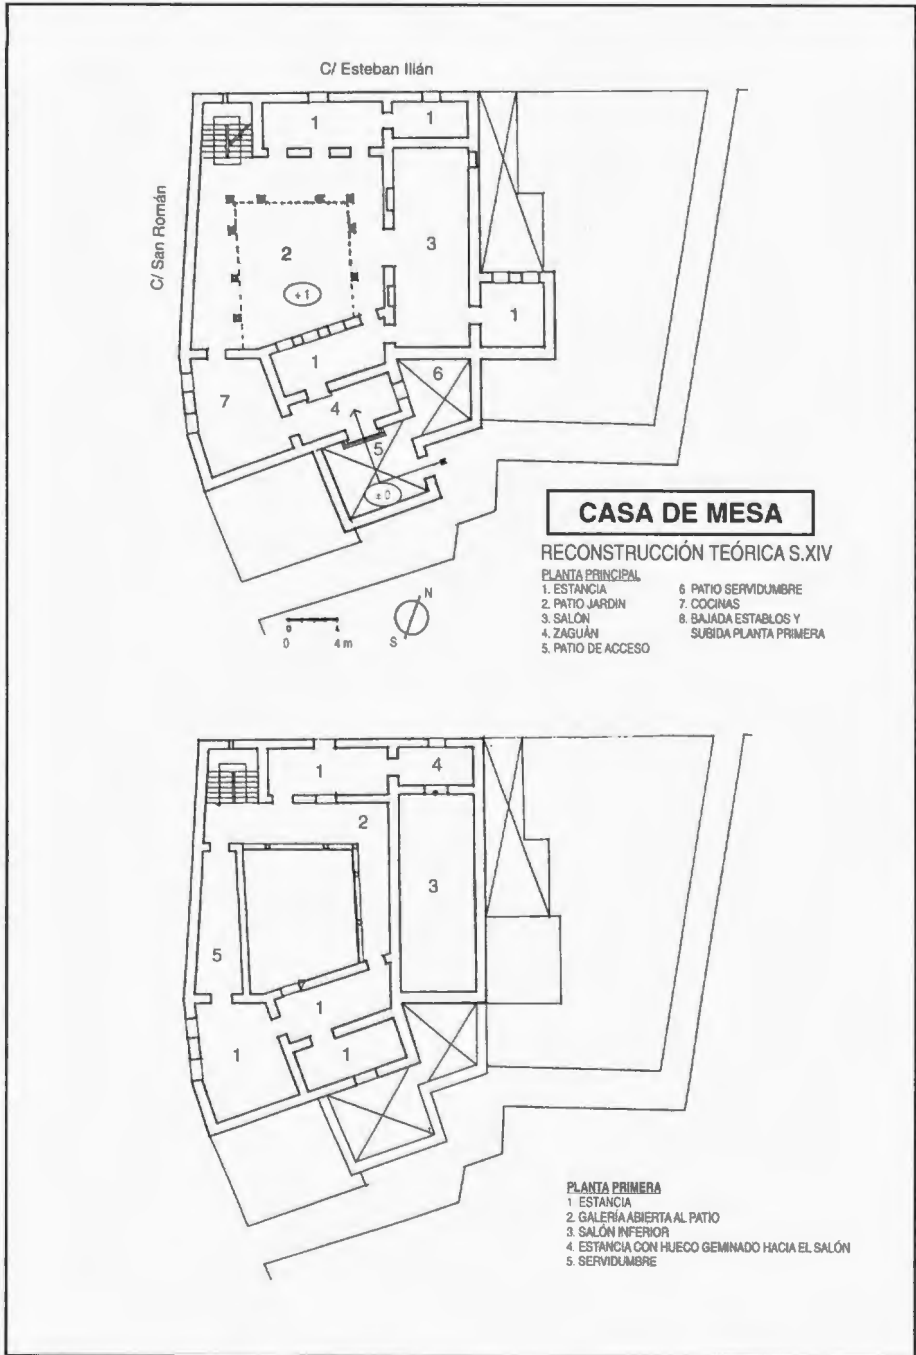 C/ Esteban Illán
C/ San Román
1
1
2
+1
3
1
1
6
7
4
5
± 0
CASA DE MESA
RECONSTRUCCIÓN TEÓRICA S.XIV
PLANTA PRINCIPAL
1. ESTANCIA
2. PATIO JARDIN
3. SALÓN
4. ZAGUÁN
5. PATIO DE ACCESO
6 PATIO SERVIDUMBRE
7. COCINAS
8. BAJADA ESTABLOS Y
SUBIDA PLANTA PRIMERA
N
S
0 4 m
1
4
2
3
5
1
1
1
PLANTA PRIMERA
1 ESTANCIA
2. GALERÍA ABIERTA AL PATIO
3. SALÓN INFERIOR
4. ESTANCIA CON HUECO GEMINADO HACIA EL SALÓN
5. SERVIDUMBRE